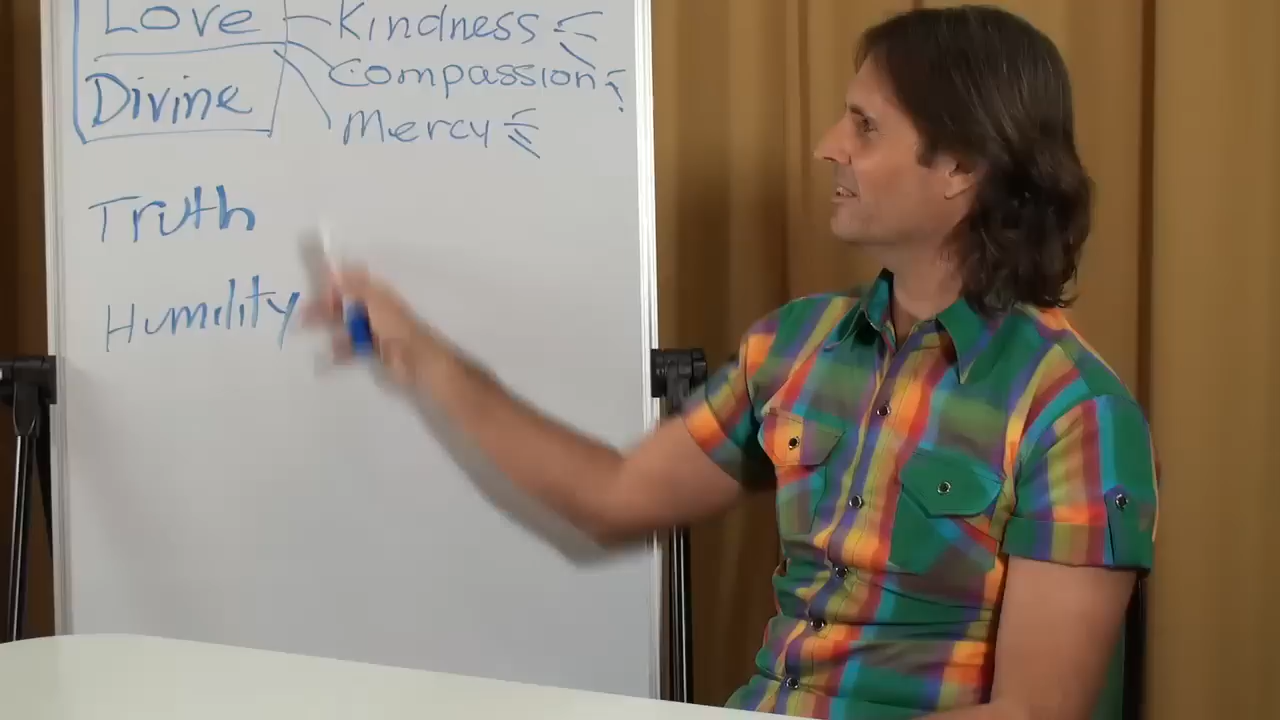 Love Kindness
Compassion
Divine
Mercy
Truth
Humility